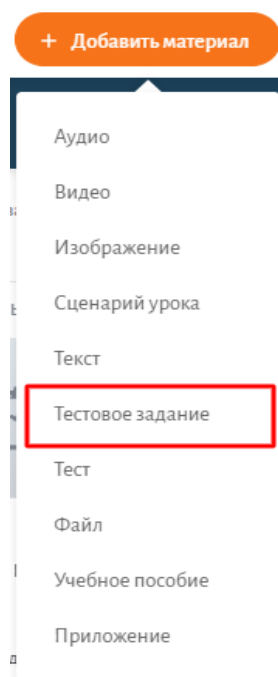 + Добавить материал
Аудио
Видео
Изображение
Сценарий урока
Текст
Тестовое задание
Тест
Файл
Учебное пособие
Приложение